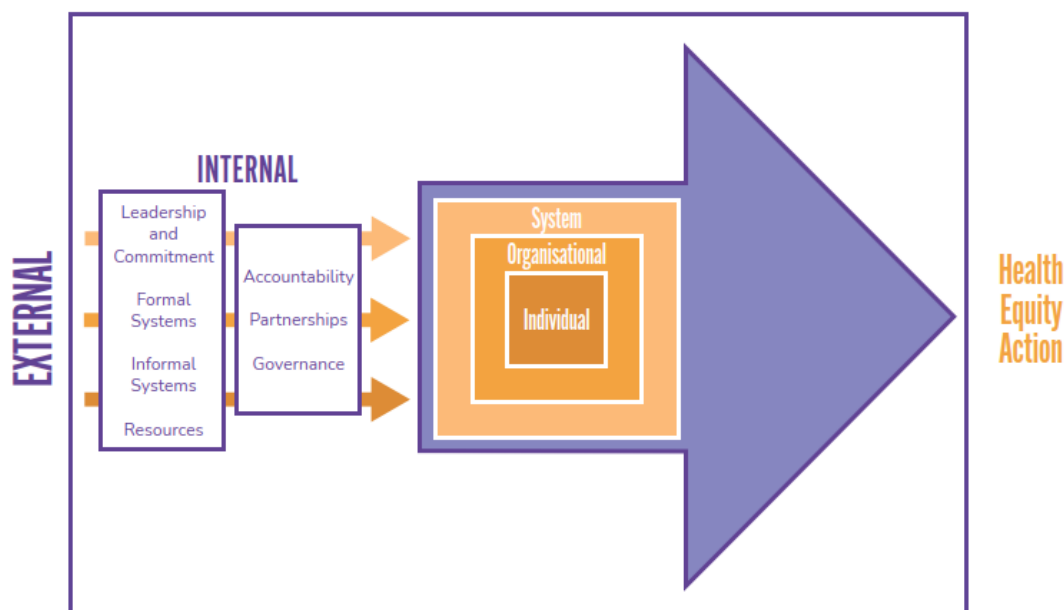 EXTERNAL
INTERNAL
Leadership
and
Commitment
Formal
Systems
Informal
Systems
Resources
Accountability
Partnerships
Governance
System
Organisational
Individual
Health
Equity
Action